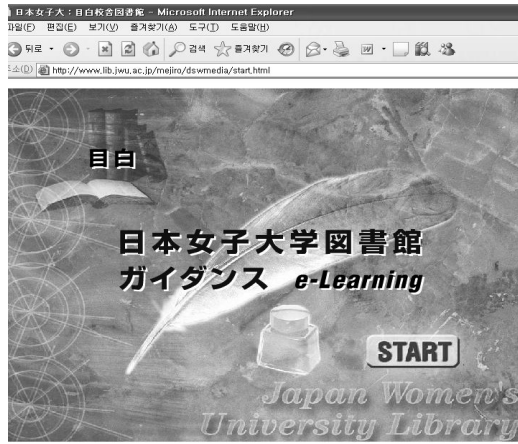 日本女子大 : 目白校舎図書館 - Microsoft Internet Explorer
파일(F) 편집(E) 보기(V) 즐겨찾기(A) 도구(T) 도움말(H)
뒤로 검색 즐겨찾기
주소(D) http://www.lib.jwu.ac.jp/mejiro/dswmedia/start.html
目白
日本女子大学図書館
ガイダンス e-Learning
START
Japan Women's
University Library